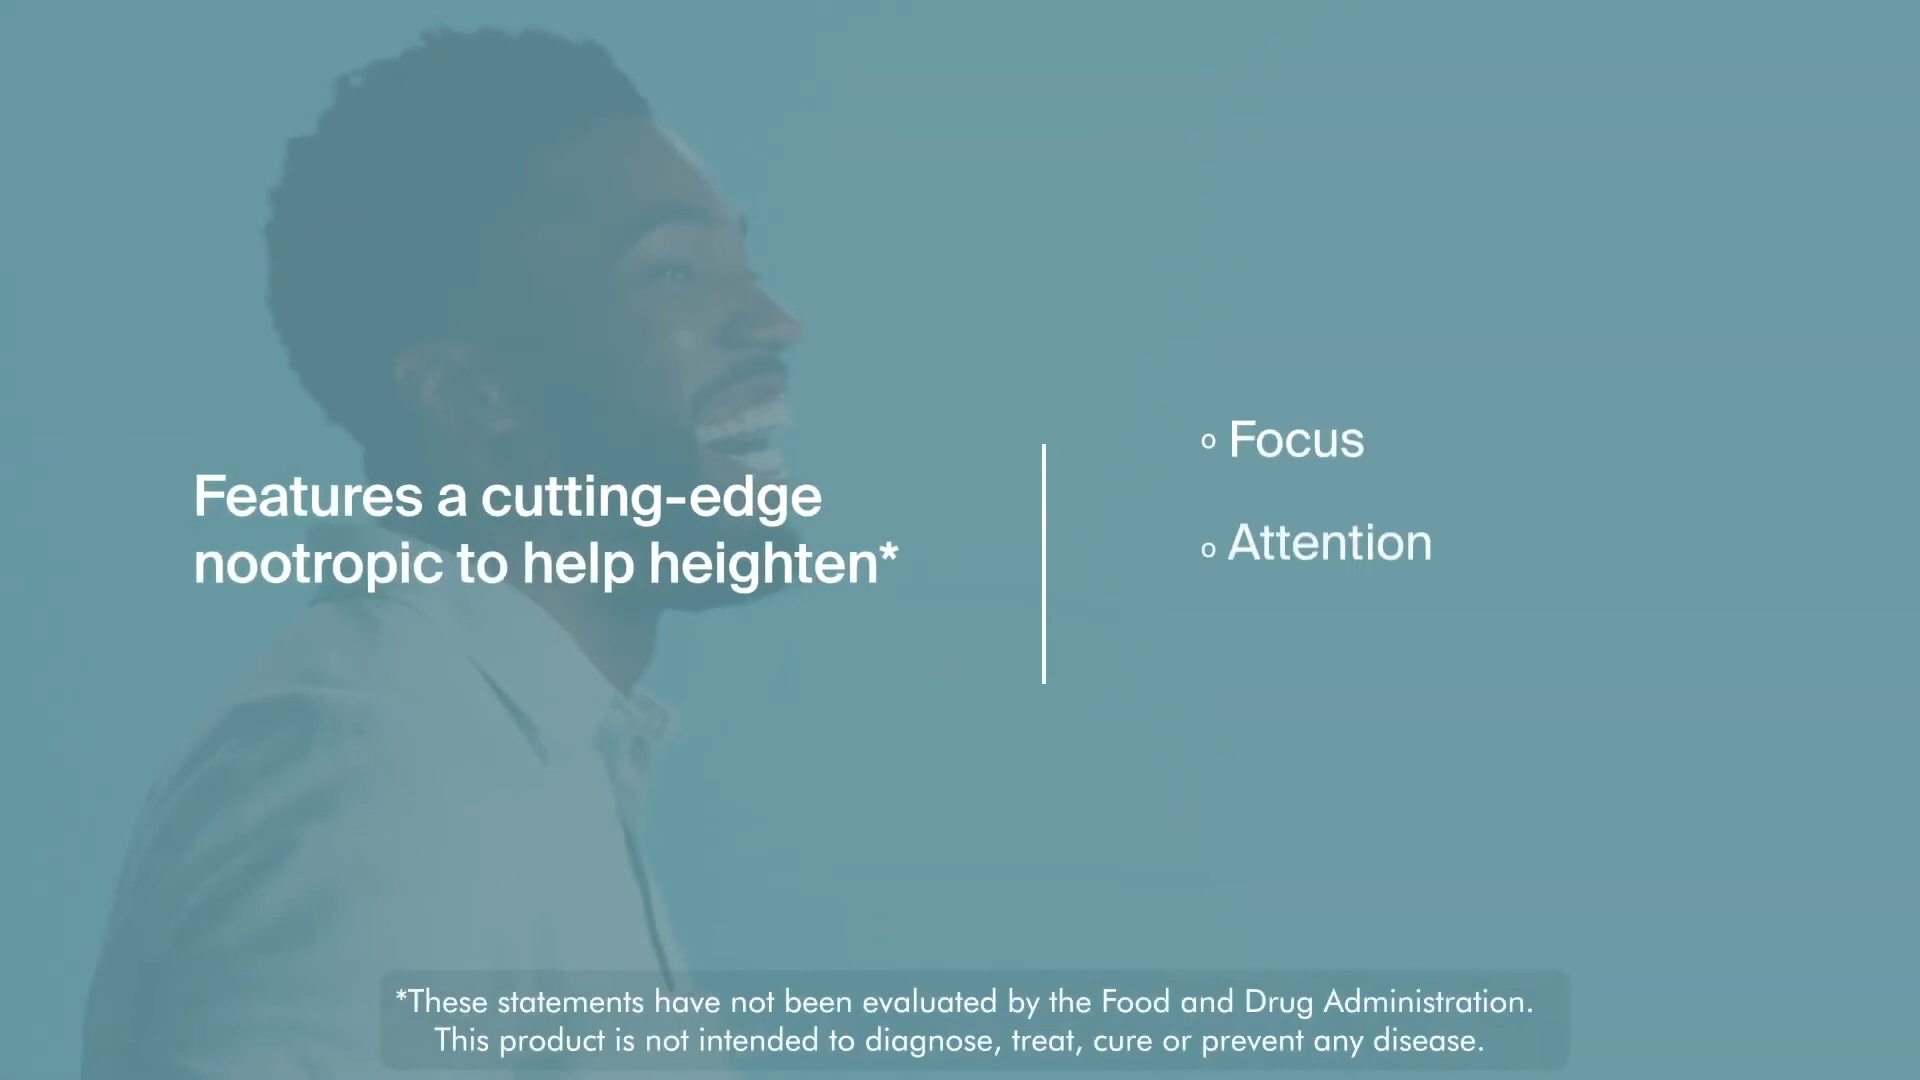 Features a cutting-edge
nootropic to help heighten*
o Focus
o Attention
*These statements have not been evaluated by the Food and Drug Administration.
This product is not intended to diagnose, treat, cure or prevent any disease.